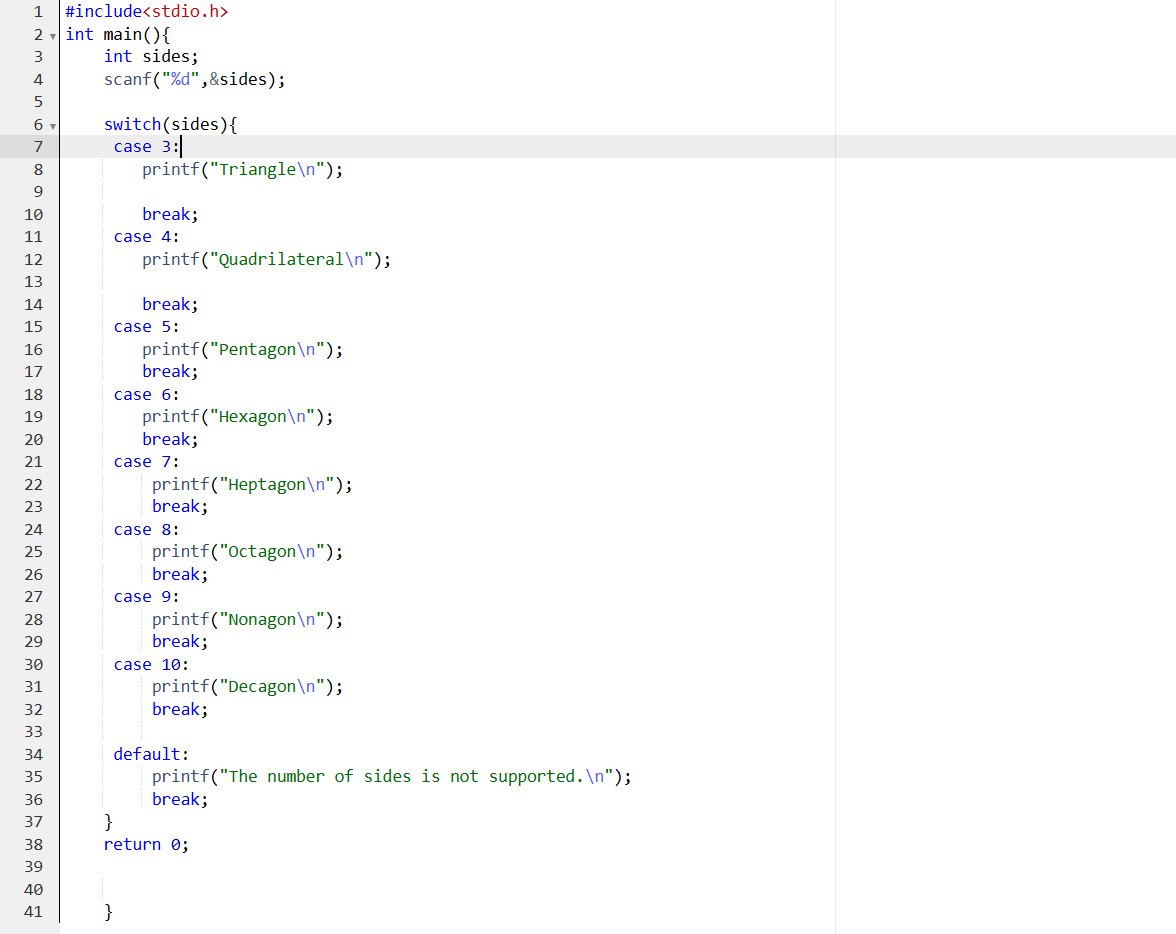 1 #include<stdio.h>
2 int main(){
3     int sides;
4     scanf("%d",&sides);
5
6     switch(sides){
7      case 3:
8         printf("Triangle\n");
9
10         break;
11      case 4:
12         printf("Quadrilateral\n");
13
14         break;
15      case 5:
16         printf("Pentagon\n");
17         break;
18      case 6:
19         printf("Hexagon\n");
20         break;
21      case 7:
22          printf("Heptagon\n");
23          break;
24      case 8:
25          printf("Octagon\n");
26          break;
27      case 9:
28          printf("Nonagon\n");
29          break;
30      case 10:
31          printf("Decagon\n");
32          break;
33
34      default:
35          printf("The number of sides is not supported.\n");
36          break;
37     }
38     return 0;
39
40
41     }